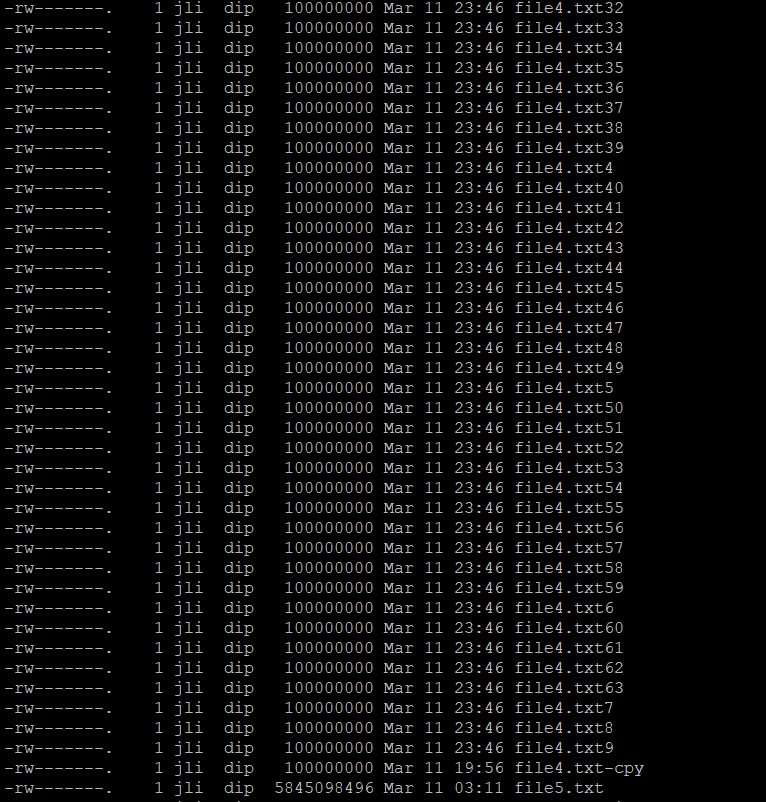 -rw-------.    1 jli  dip   100000000 Mar 11 23:46 file4.txt32
-rw-------.    1 jli  dip   100000000 Mar 11 23:46 file4.txt33
-rw-------.    1 jli  dip   100000000 Mar 11 23:46 file4.txt34
-rw-------.    1 jli  dip   100000000 Mar 11 23:46 file4.txt35
-rw-------.    1 jli  dip   100000000 Mar 11 23:46 file4.txt36
-rw-------.    1 jli  dip   100000000 Mar 11 23:46 file4.txt37
-rw-------.    1 jli  dip   100000000 Mar 11 23:46 file4.txt38
-rw-------.    1 jli  dip   100000000 Mar 11 23:46 file4.txt39
-rw-------.    1 jli  dip   100000000 Mar 11 23:46 file4.txt4
-rw-------.    1 jli  dip   100000000 Mar 11 23:46 file4.txt40
-rw-------.    1 jli  dip   100000000 Mar 11 23:46 file4.txt41
-rw-------.    1 jli  dip   100000000 Mar 11 23:46 file4.txt42
-rw-------.    1 jli  dip   100000000 Mar 11 23:46 file4.txt43
-rw-------.    1 jli  dip   100000000 Mar 11 23:46 file4.txt44
-rw-------.    1 jli  dip   100000000 Mar 11 23:46 file4.txt45
-rw-------.    1 jli  dip   100000000 Mar 11 23:46 file4.txt46
-rw-------.    1 jli  dip   100000000 Mar 11 23:46 file4.txt47
-rw-------.    1 jli  dip   100000000 Mar 11 23:46 file4.txt48
-rw-------.    1 jli  dip   100000000 Mar 11 23:46 file4.txt49
-rw-------.    1 jli  dip   100000000 Mar 11 23:46 file4.txt5
-rw-------.    1 jli  dip   100000000 Mar 11 23:46 file4.txt50
-rw-------.    1 jli  dip   100000000 Mar 11 23:46 file4.txt51
-rw-------.    1 jli  dip   100000000 Mar 11 23:46 file4.txt52
-rw-------.    1 jli  dip   100000000 Mar 11 23:46 file4.txt53
-rw-------.    1 jli  dip   100000000 Mar 11 23:46 file4.txt54
-rw-------.    1 jli  dip   100000000 Mar 11 23:46 file4.txt55
-rw-------.    1 jli  dip   100000000 Mar 11 23:46 file4.txt56
-rw-------.    1 jli  dip   100000000 Mar 11 23:46 file4.txt57
-rw-------.    1 jli  dip   100000000 Mar 11 23:46 file4.txt58
-rw-------.    1 jli  dip   100000000 Mar 11 23:46 file4.txt59
-rw-------.    1 jli  dip   100000000 Mar 11 23:46 file4.txt6
-rw-------.    1 jli  dip   100000000 Mar 11 23:46 file4.txt60
-rw-------.    1 jli  dip   100000000 Mar 11 23:46 file4.txt61
-rw-------.    1 jli  dip   100000000 Mar 11 23:46 file4.txt62
-rw-------.    1 jli  dip   100000000 Mar 11 23:46 file4.txt63
-rw-------.    1 jli  dip   100000000 Mar 11 23:46 file4.txt7
-rw-------.    1 jli  dip   100000000 Mar 11 23:46 file4.txt8
-rw-------.    1 jli  dip   100000000 Mar 11 23:46 file4.txt9
-rw-------.    1 jli  dip   100000000 Mar 11 19:56 file4.txt-cpy
-rw-------.    1 jli  dip  5845098496 Mar 11 03:11 file5.txt